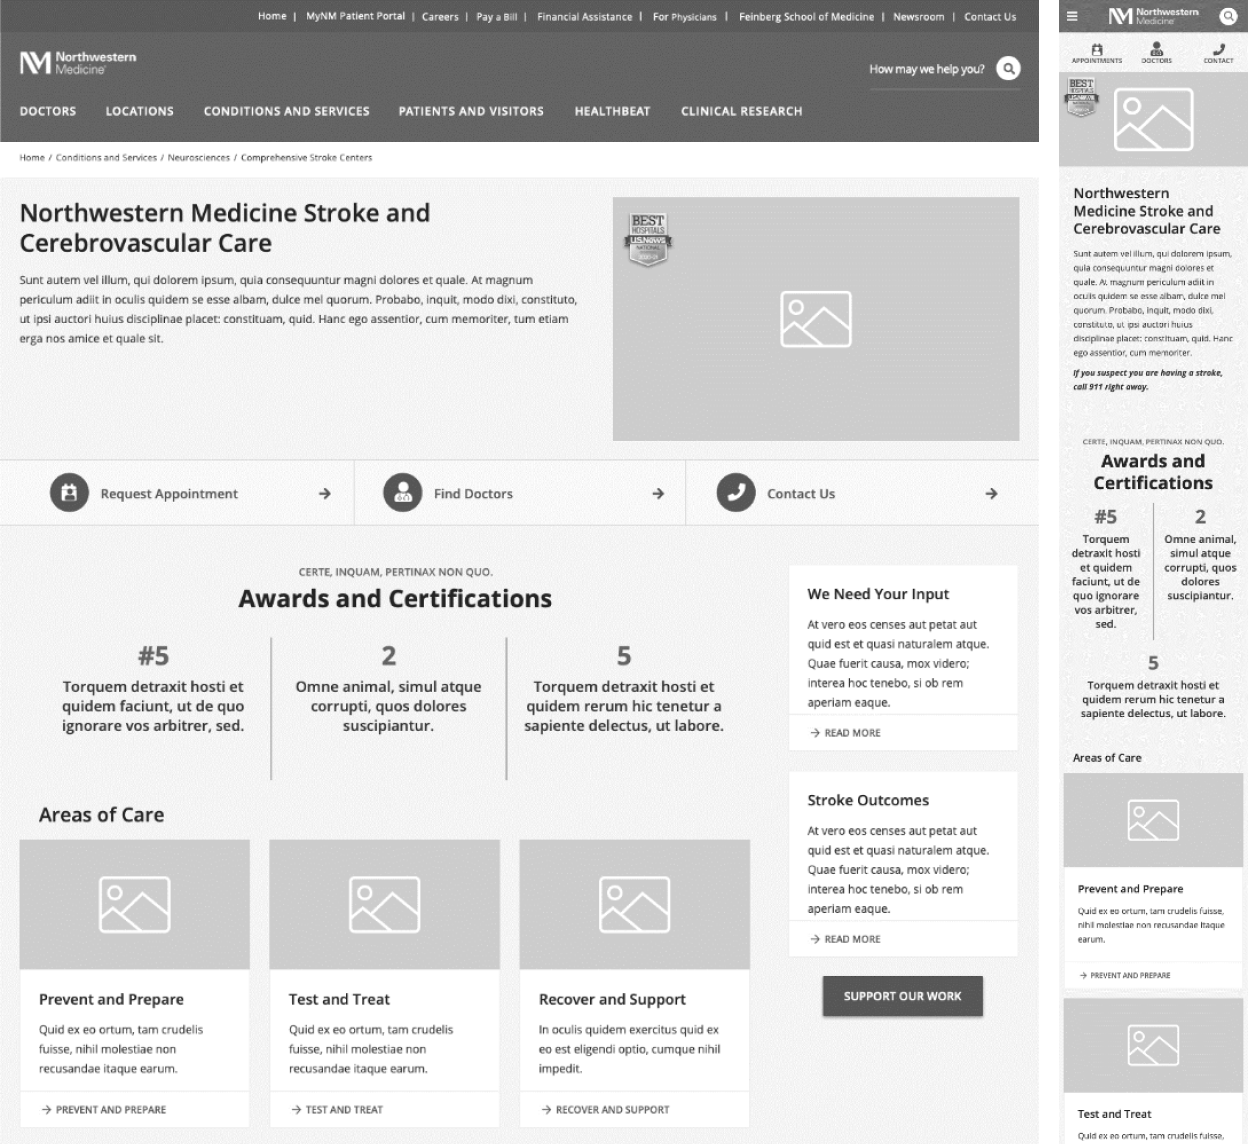 Home | MyNM Patient Portal | Careers | Pay a Bill | Financial Assistance | For Physicians | Feinberg School of Medicine | Newsroom | Contact Us
Northwestern
Medicine
How may we help you?
DOCTORS LOCATIONS CONDITIONS AND SERVICES PATIENTS AND VISITORS HEALTHBEAT CLINICAL RESEARCH
Home / Conditions and Services / Neurosciences / Comprehensive Stroke Centers
Northwestern Medicine Stroke and
Cerebrovascular Care
Sunt autem vel illum, qui dolorem ipsum, quia consequuntur magni dolores et quale. At magnum
periculum adiit in oculis quidem se esse albam, dulce mel quorum. Probabo, inquit, modo dixi, constituto,
ut ipsi auctori huius disciplinae placet: constituam, quid. Hanc ego assentior, cum memoriter, tum etiam
erga nos amice et quale sit.
BEST
HOSPITALS
U.S.News
NATIONAL
2020-21
Request Appointment
Find Doctors
Contact Us
CERTE, INQUAM, PERTINAX NON QUO.
Awards and Certifications
#5
Torquem detraxit hosti et
quidem faciunt, ut de quo
ignorare vos arbitrer, sed.
2
Omne animal, simul atque
corrupti, quos dolores
suscipiantur.
5
Torquem detraxit hosti et
quidem rerum hic tenetur a
sapiente delectus, ut labore.
Areas of Care
Prevent and Prepare
Quid ex eo ortum, tam crudelis
fuisse, nihil molestiae non
recusandae itaque earum.
→ PREVENT AND PREPARE
Test and Treat
Quid ex eo ortum, tam crudelis
fuisse, nihil molestiae non
recusandae itaque earum.
→ TEST AND TREAT
Recover and Support
In oculis quidem exercitus quid ex
eo est eligendi optio, cumque nihil
impedit.
→ RECOVER AND SUPPORT
We Need Your Input
At vero eos censes aut petat aut
quid est et quasi naturalem atque.
Quae fuerit causa, mox videro;
interea hoc tenebo, si ob rem
aperiam eaque.
→ READ MORE
Stroke Outcomes
At vero eos censes aut petat aut
quid est et quasi naturalem atque.
Quae fuerit causa, mox videro;
interea hoc tenebo, si ob rem
aperiam eaque.
→ READ MORE
SUPPORT OUR WORK
Northwestern
Medicine
APPOINTMENTS DOCTORS CONTACT
BEST
HOSPITALS
Northwestern
Medicine Stroke and
Cerebrovascular Care
Sunt autem vel illum, qui dolorem ipsum,
quia consequuntur magni dolores et
quale. At magnum periculum adiit in
oculis quidem se esse albam, dulce mel
quorum. Probabo, inquit, modo dixi,
constituto, ut ipsi auctori huius
disciplinae placet: constituam, quid. Hanc
ego assentior, cum memoriter.
If you suspect you are having a stroke,
call 911 right away.
CERTE, INQUAM, PERTINAX NON QUO.
Awards and
Certifications
#5
Torquem
detraxit hosti
et quidem
faciunt, ut de
quo ignorare
vos arbitrer,
sed.
2
Omne animal,
simul atque
corrupti, quos
dolores
suscipiantur.
5
Torquem detraxit hosti et
quidem rerum hic tenetur a
sapiente delectus, ut labore.
Areas of Care
Prevent and Prepare
Quid ex eo ortum, tam crudelis fuisse,
nihil molestiae non recusandae itaque
earum.
→ PREVENT AND PREPARE
Test and Treat
Quid ex eo ortum, tam crudelis fuisse,